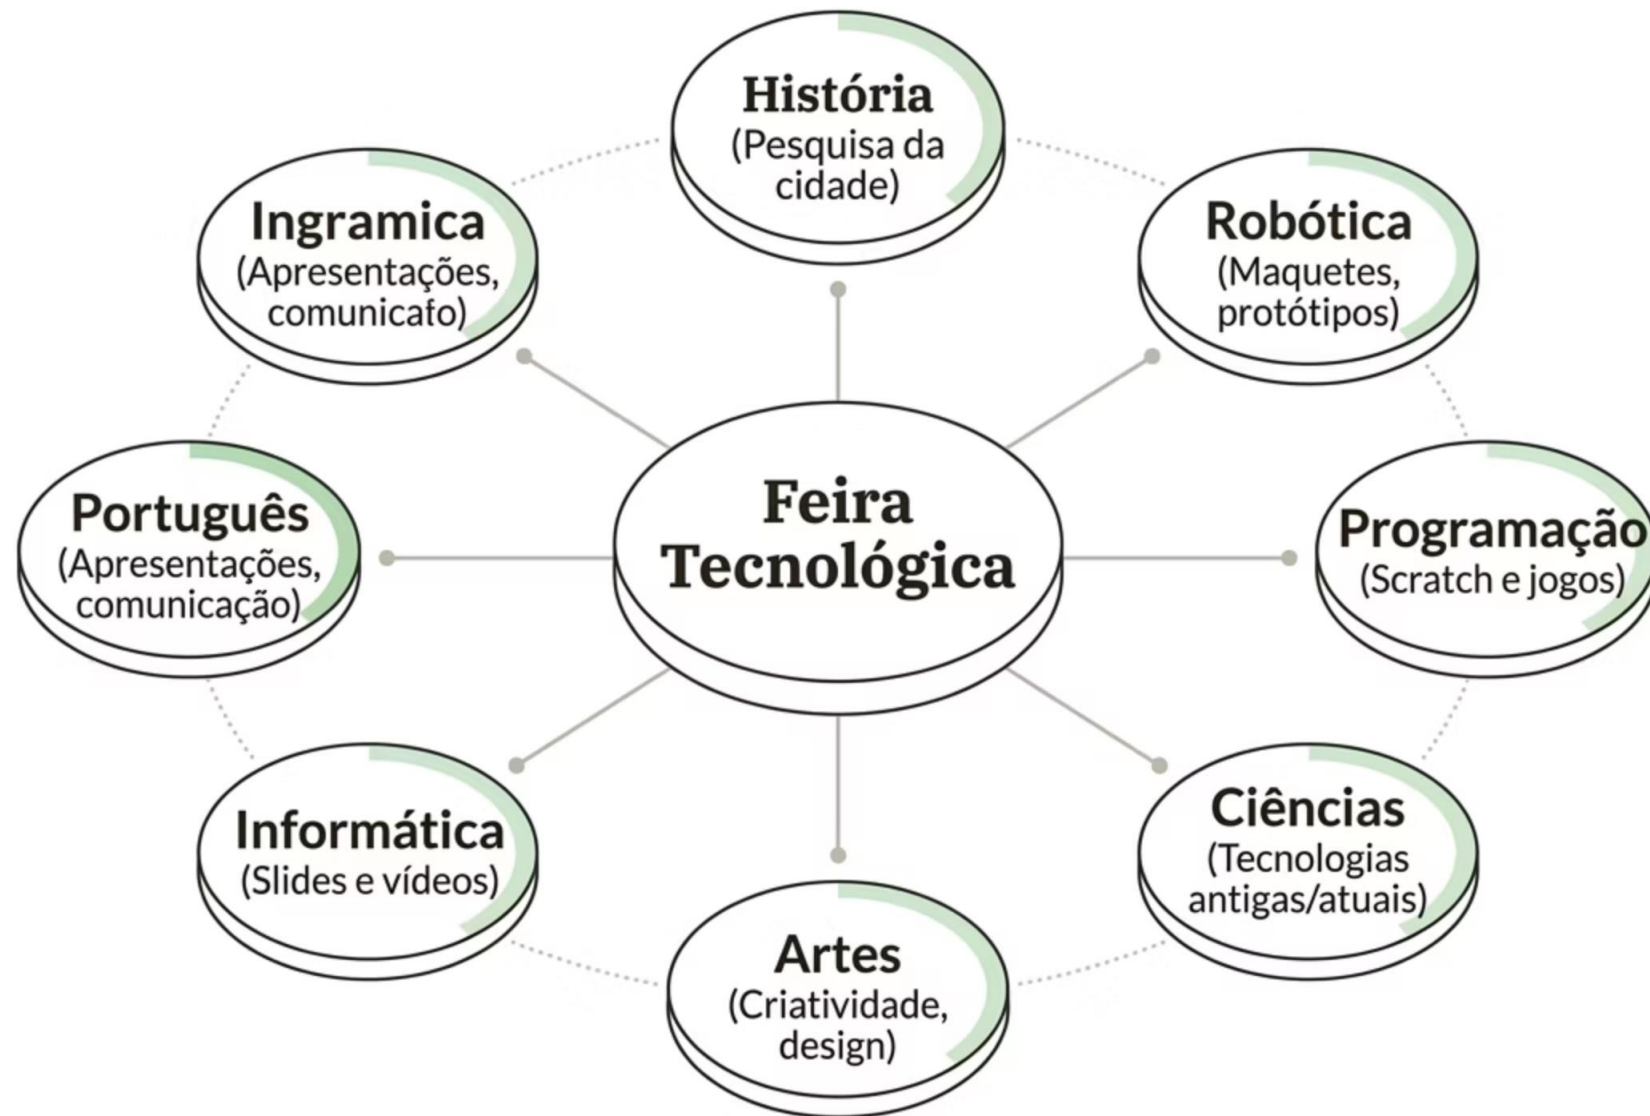 História
(Pesquisa da
cidade)
Ingramica
(Apresentações,
comunicafo)
Robótica
(Maquetes,
protótipos)
Português
(Apresentações,
comunicação)
Feira
Tecnológica
Programação
(Scratch e jogos)
Informática
(Slides e vídeos)
Ciências
(Tecnologias
antigas/atuais)
Artes
(Criatividade,
design)